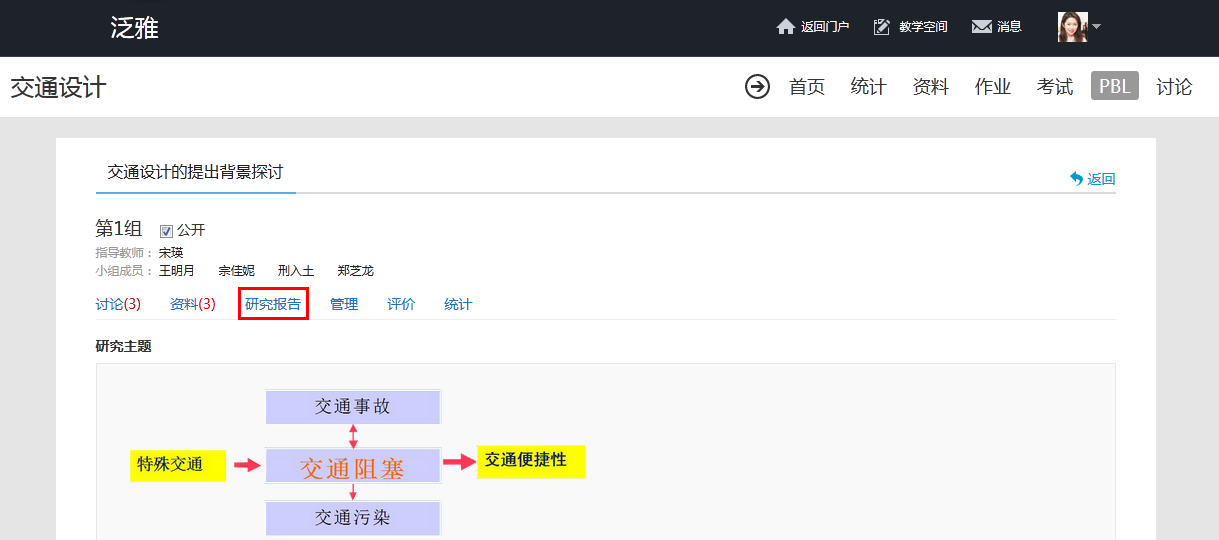 泛雅 返回门户 教学空间 消息
交通设计 首页 统计 资料 作业 考试 PBL 讨论
交通设计的提出背景探讨 返回
第1组 公开
指导教师： 宋瑛
小组成员： 王明月 宗佳妮 刑入土 郑芝龙
讨论(3) 资料(3) 研究报告 管理 评价 统计
研究主题
交通事故
特殊交通 交通阻塞 交通便捷性
交通污染